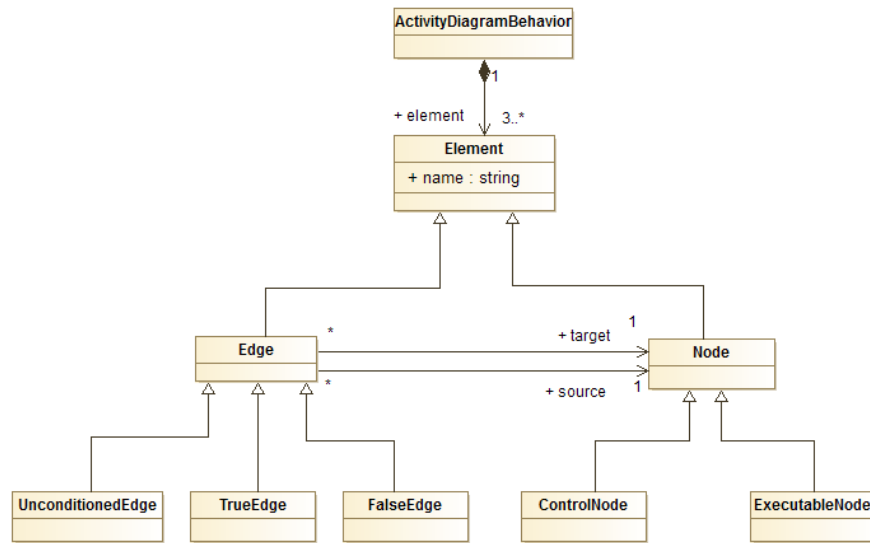 ActivityDiagramBehavior
1
+ element
3..*
Element
+ name : string
*
+ target
1
Edge
Node
*
+ source
1
UnconditionedEdge
TrueEdge
FalseEdge
ControlNode
ExecutableNode